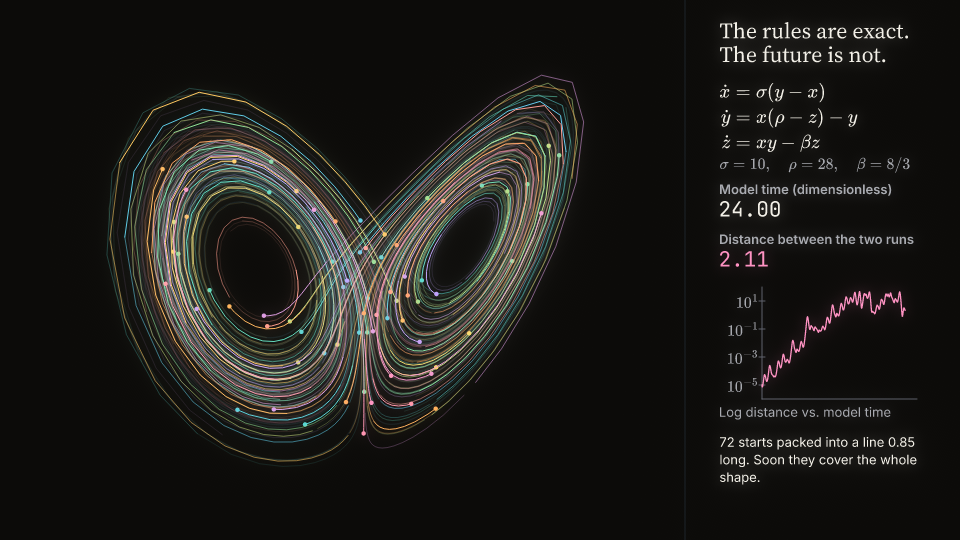 The rules are exact.
The future is not.
ẋ = σ(y − x)
ẏ = x(ρ − z) − y
ż = xy − βz
σ = 10, ρ = 28, β = 8/3
Model time (dimensionless)
24.00
Distance between the two runs
2.11
10¹
10⁻¹
10⁻³
10⁻⁵
Log distance vs. model time
72 starts packed into a line 0.85
long. Soon they cover the whole
shape.